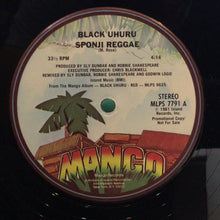 BLACK UHURU
SPONJI REGGAE
(M. Rose)
33⅓ RPM
4:14
PRODUCED BY SLY DUNBAR AND ROBBIE SHAKESPEARE
EXECUTIVE PRODUCER: CHRIS BLACKWELL
REMIXED BY SLY DUNBAR, ROBBIE SHAKESPEARE AND GODWIN LOGIE
Island Music (BMI)
From The Mango Album — BLACK UHURU - RED — MLPS 9625
STEREO
MLPS 7791 A
℗ 1981 Island
Records, Inc.
Promotional Copy
Not For Sale
MANGO